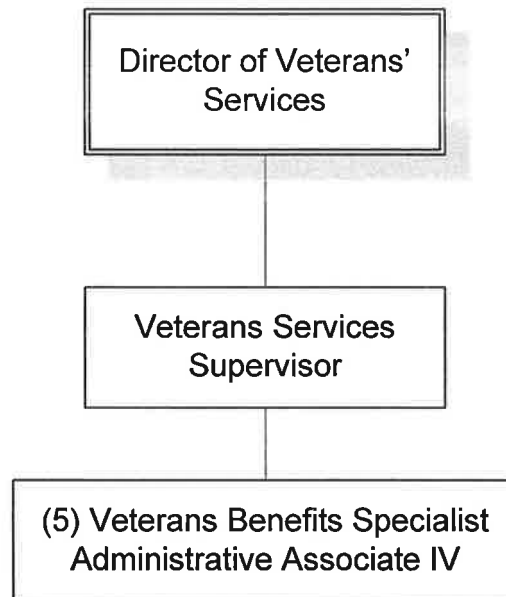 Director of Veterans’
Services
Veterans Services
Supervisor
(5) Veterans Benefits Specialist
Administrative Associate IV